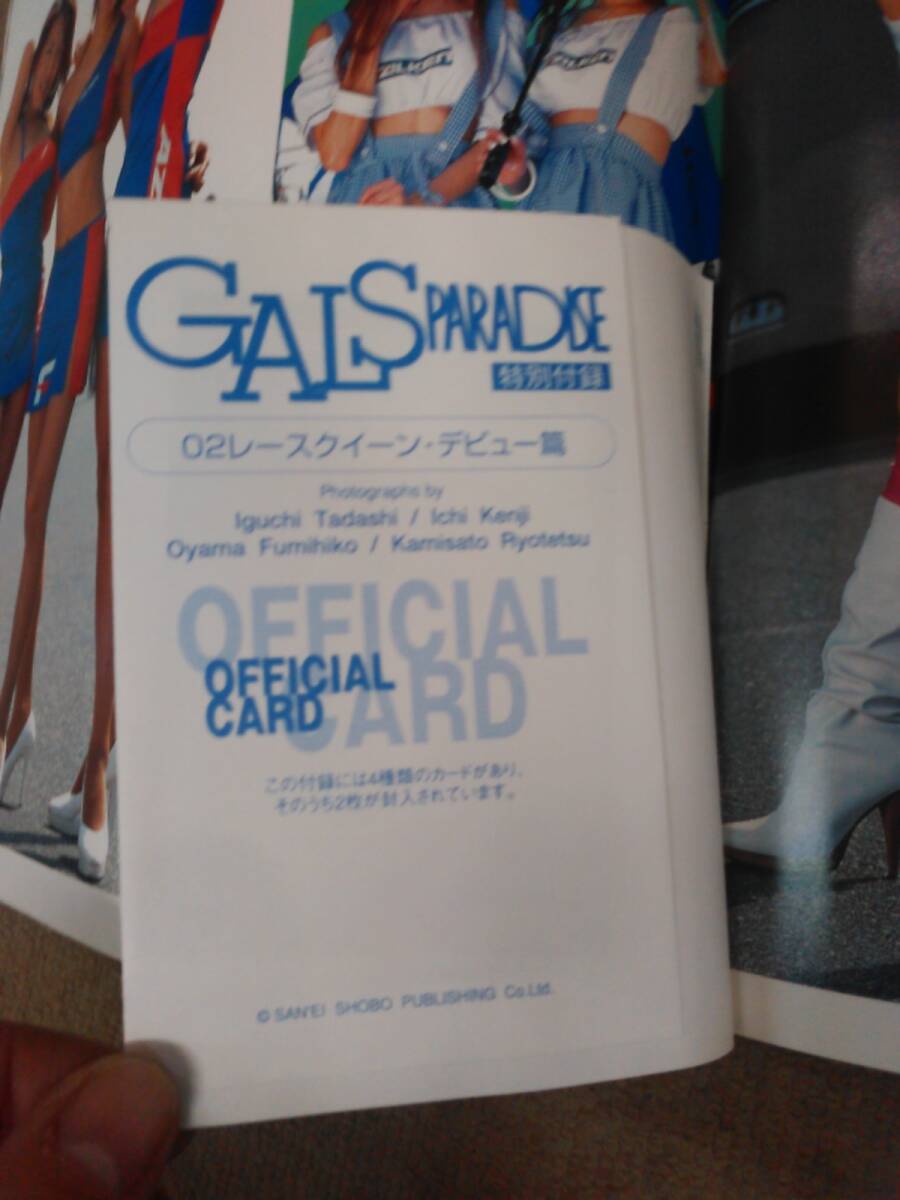 GALS PARADISE
特別付録
02レースクイーン・デビュー篇
Photographs by
Iguchi Tadashi / Ichi Kenji
Oyama Fumihiko / Kamisato Ryotetsu
OFFICIAL
CARD
OFFICIAL
CARD
この付録には4種類のカードがあり、
そのうち2枚が封入されています。
© SAN'EI SHOBO PUBLISHING Co.Ltd.